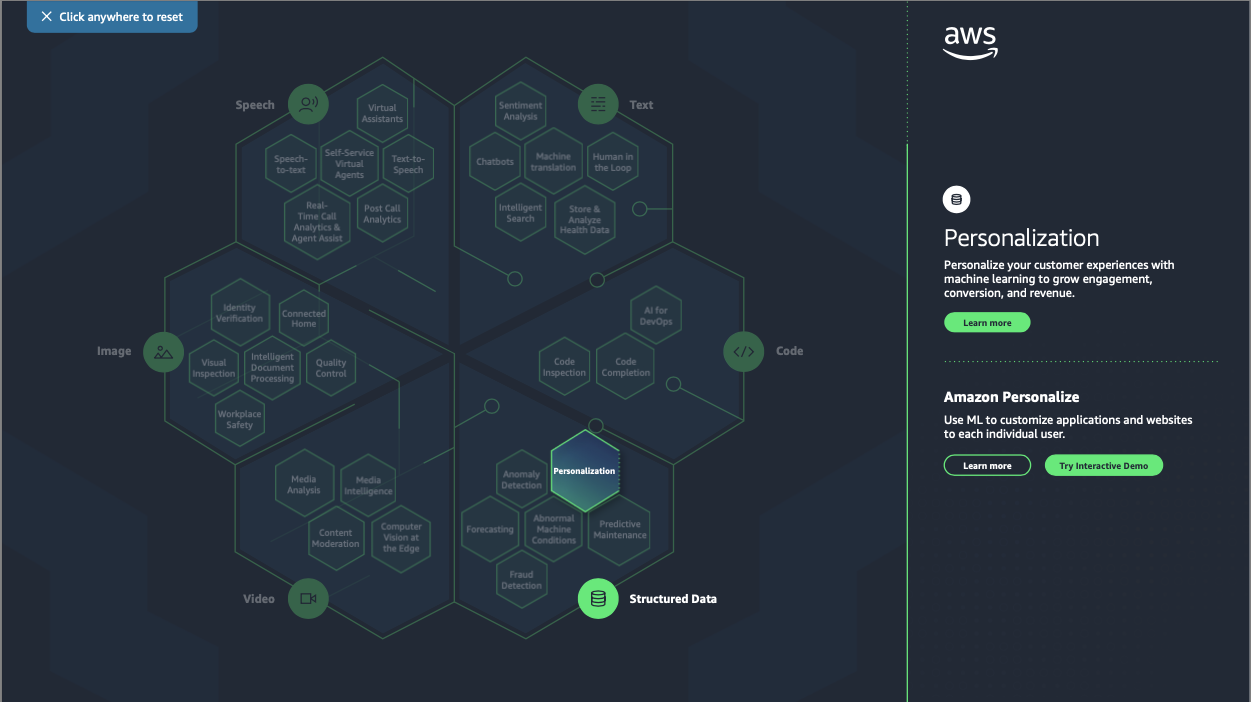 Click anywhere to reset
aws
Speech
Virtual
Assistants
Speech-
to-text
Self-Service
Virtual
Agents
Text-to-
Speech
Real-
Time Call
Analytics &
Agent Assist
Post Call
Analytics
Text
Sentiment
Analysis
Chatbots
Machine
translation
Human in
the Loop
Intelligent
Search
Store &
Analyze
Health Data
Image
Identity
Verification
Connected
Home
Visual
Inspection
Intelligent
Document
Processing
Quality
Control
Workplace
Safety
Code
AI for
DevOps
Code
Inspection
Code
Completion
Video
Media
Analysis
Media
Intelligence
Content
Moderation
Computer
Vision at
the Edge
Structured Data
Anomaly
Detection
Personalization
Forecasting
Abnormal
Machine
Conditions
Predictive
Maintenance
Fraud
Detection
Personalization
Personalize your customer experiences with
machine learning to grow engagement,
conversion, and revenue.
Learn more
Amazon Personalize
Use ML to customize applications and websites
to each individual user.
Learn more
Try Interactive Demo